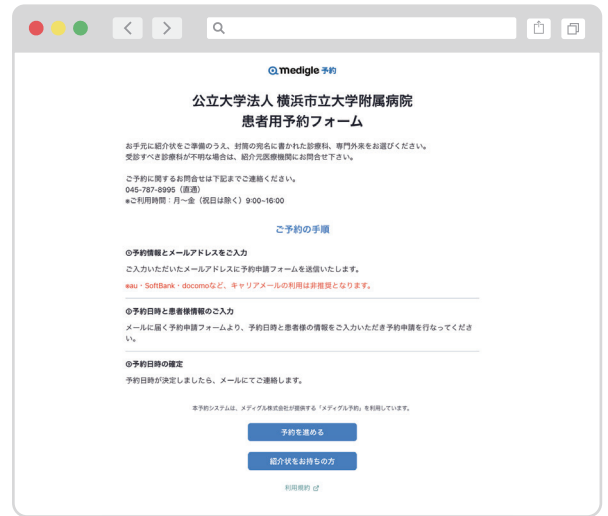 medigle 予約
公立大学法人 横浜市立大学附属病院
患者用予約フォーム
お手元に紹介状をご準備のうえ、封筒の宛名に書かれた診療科、専門外来をお選びください。
受診すべき診療科が不明な場合は、紹介元医療機関にお問合せ下さい。
ご予約に関するお問合せは下記までご連絡ください。
045-787-8995（直通）
※ご利用時間：月〜金（祝日は除く）9:00~16:00
ご予約の手順
①予約情報とメールアドレスをご入力
ご入力いただいたメールアドレスに予約申請フォームを送信いたします。
※au・SoftBank・docomoなど、キャリアメールの利用は非推奨となります。
②予約日時と患者様情報のご入力
メールに届く予約申請フォームより、予約日時と患者様の情報をご入力いただき予約申請を行なってくださ
い。
③予約日時の確定
予約日時が決定しましたら、メールにてご連絡します。
本予約システムは、メディグル株式会社が提供する「メディグル予約」を利用しています。
予約を進める
紹介状をお持ちの方
利用規約